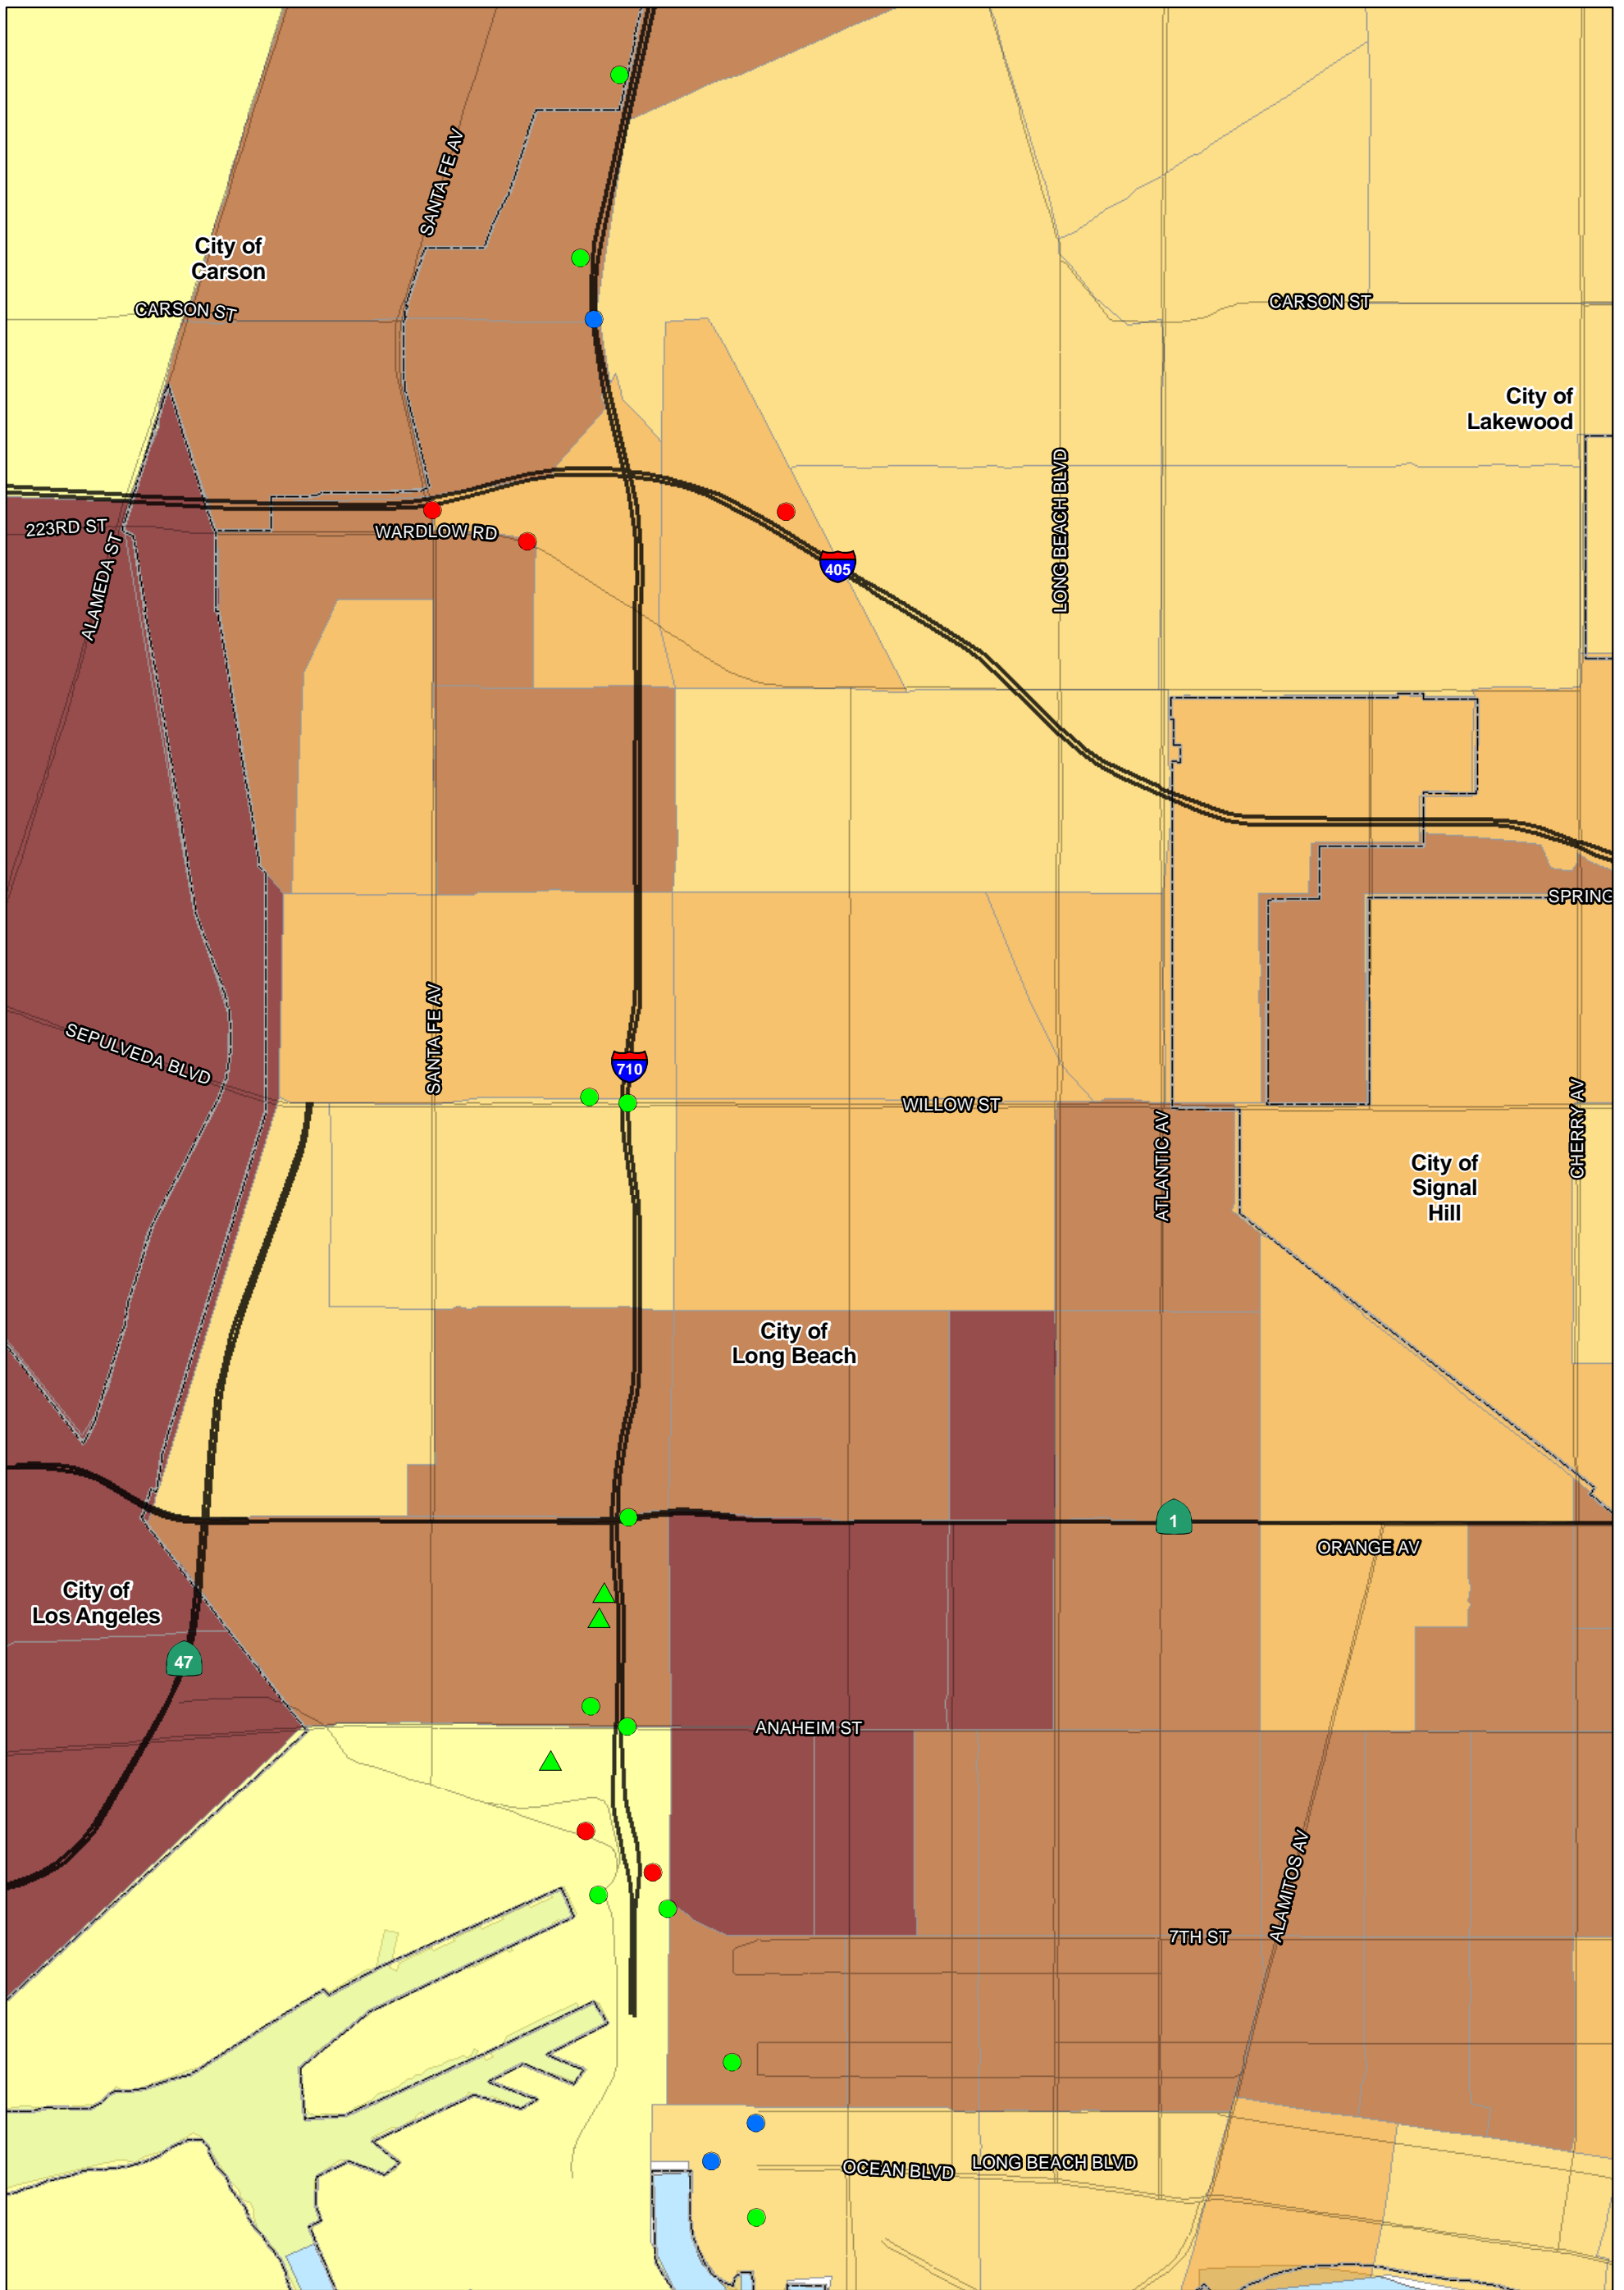 SANTA FE AV
City of
Carson
CARSON ST
CARSON ST
City of
Lakewood
LONG BEACH BLVD
223RD ST
WARDLOW RD
ALAMEDA ST
405
SPRING
SANTA FE AV
SEPULVEDA BLVD
710
WILLOW ST
ATLANTIC AV
CHERRY AV
City of
Signal
Hill
City of
Long Beach
1
ORANGE AV
City of
Los Angeles
47
ANAHEIM ST
ALAMITOS AV
7TH ST
OCEAN BLVD
LONG BEACH BLVD